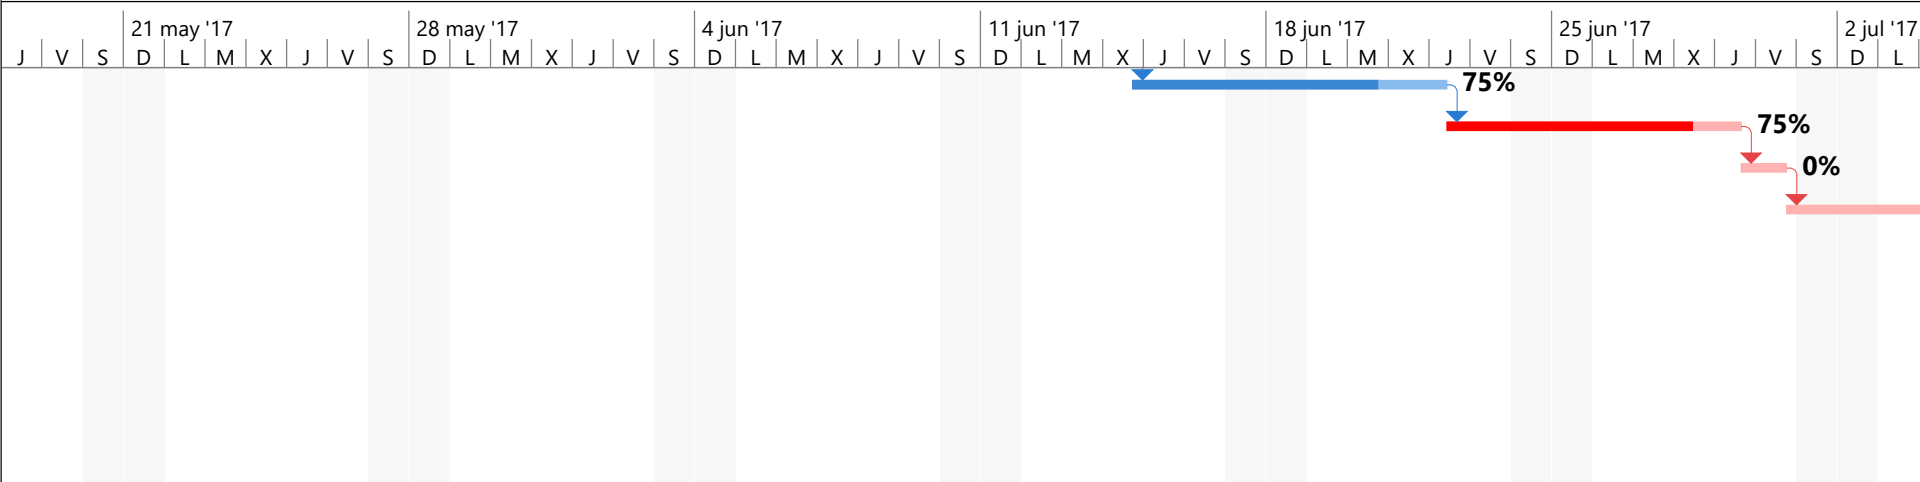 21 may '17 28 may '17 4 jun '17 11 jun '17 18 jun '17 25 jun '17 2 jul '17
J V S D L M X J V S D L M X J V S D L M X J V S D L M X J V S D L M X J V S D L M X J V S D L
75%
75%
0%